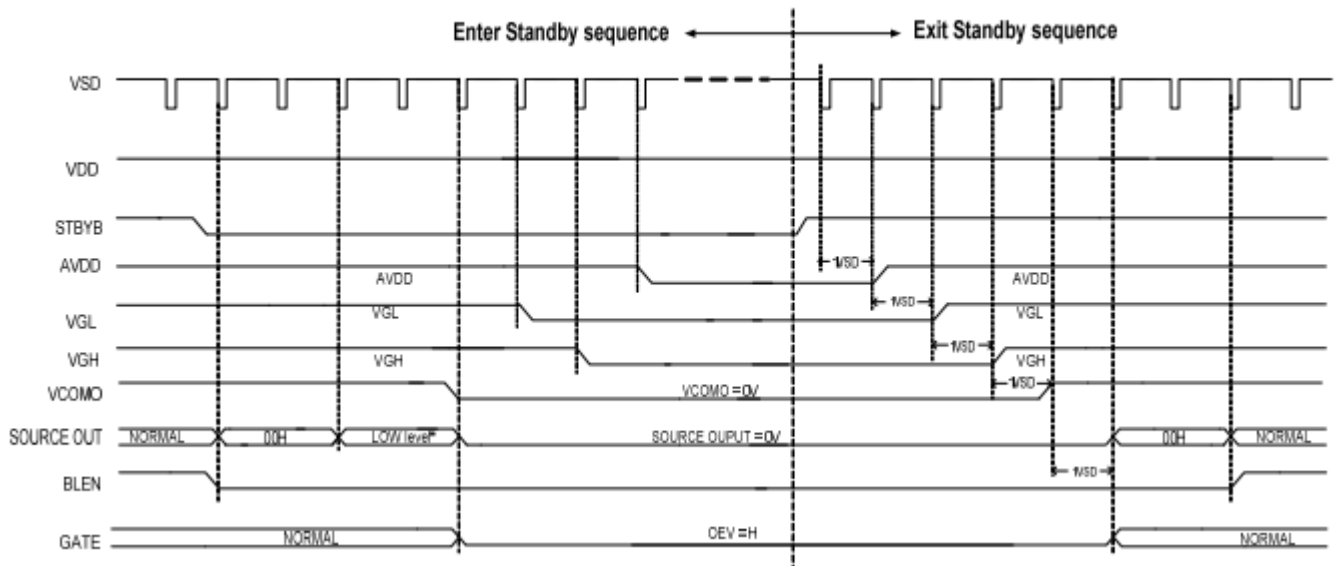 Enter Standby sequence Exit Standby sequence
VSD
VDD
STBYB
AVDD AVDD 1VSD AVDD
VGL VGL 1VSD VGL
VGH VGH 1VSD VGH
VCOMO VCOMO =0V 1VSD
SOURCE OUT NORMAL 00H LOW level* SOURCE OUPUT =0V 00H NORMAL
BLEN 1VSD
GATE NORMAL OEV =H NORMAL